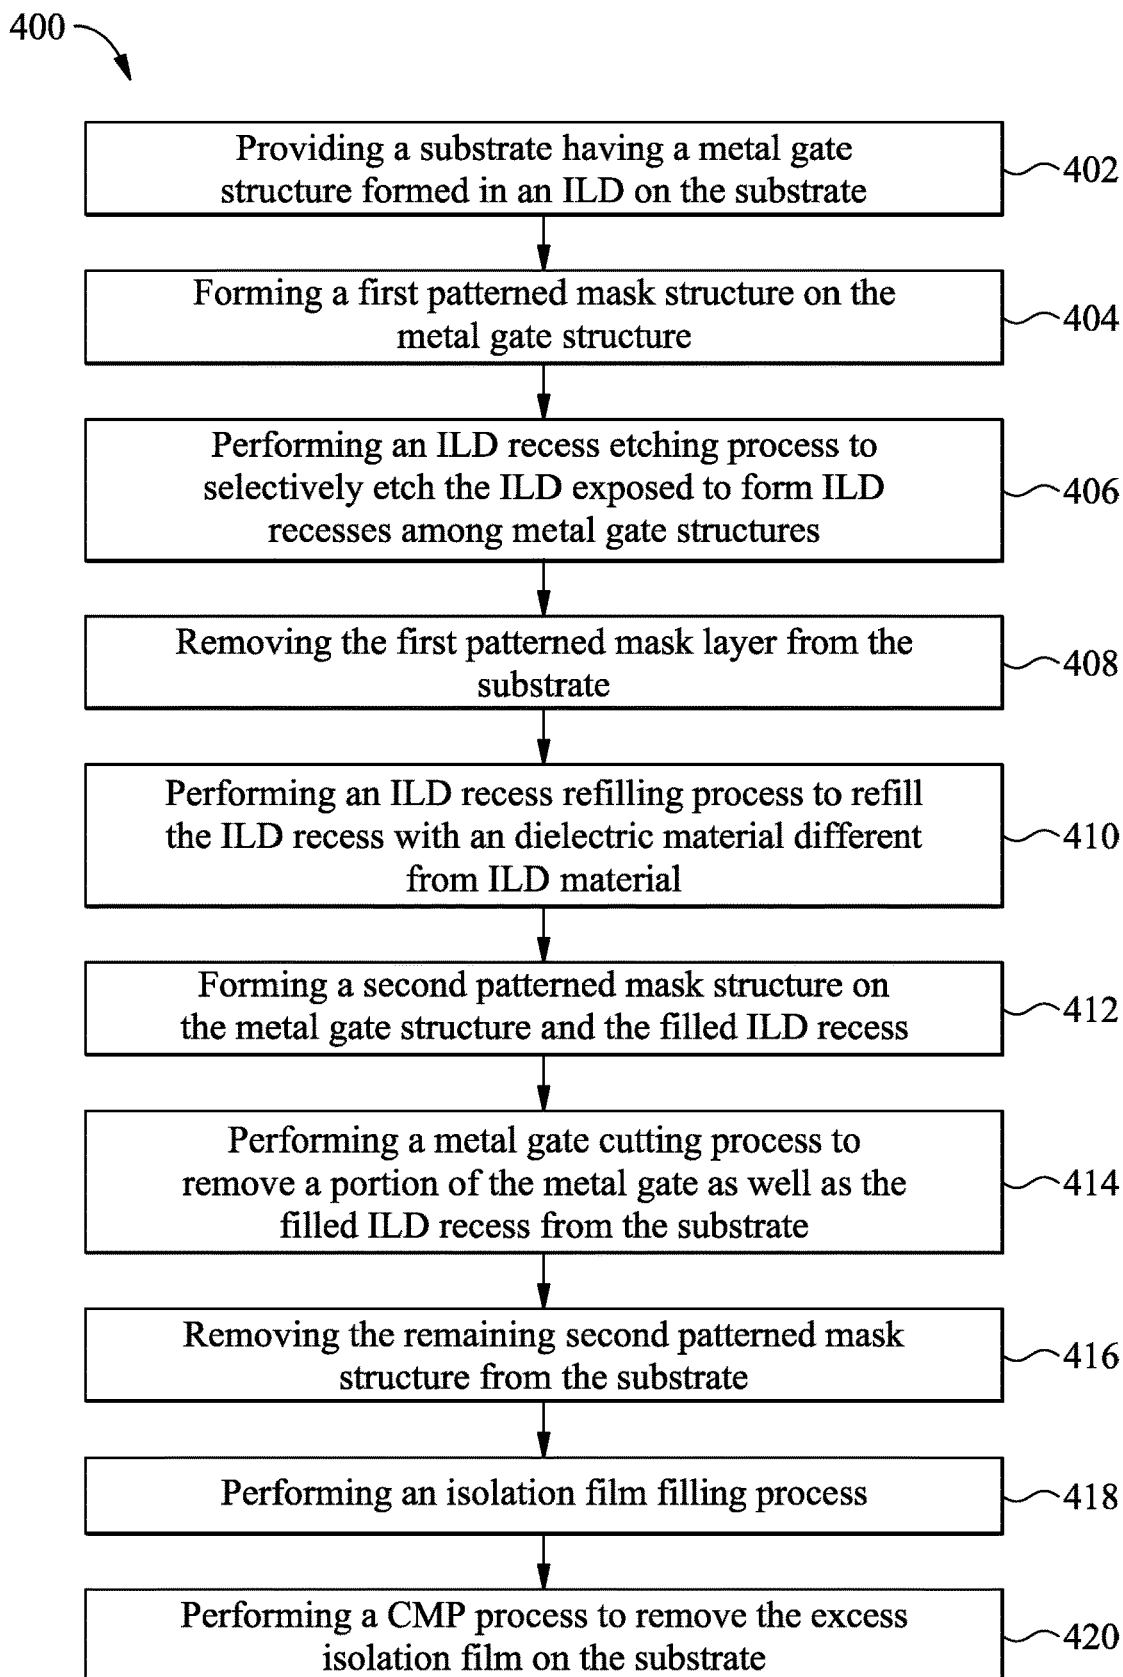 400
Providing a substrate having a metal gate
structure formed in an ILD on the substrate
402
Forming a first patterned mask structure on the
metal gate structure
404
Performing an ILD recess etching process to
selectively etch the ILD exposed to form ILD
recesses among metal gate structures
406
Removing the first patterned mask layer from the
substrate
408
Performing an ILD recess refilling process to refill
the ILD recess with an dielectric material different
from ILD material
410
Forming a second patterned mask structure on
the metal gate structure and the filled ILD recess
412
Performing a metal gate cutting process to
remove a portion of the metal gate as well as the
filled ILD recess from the substrate
414
Removing the remaining second patterned mask
structure from the substrate
416
Performing an isolation film filling process
418
Performing a CMP process to remove the excess
isolation film on the substrate
420